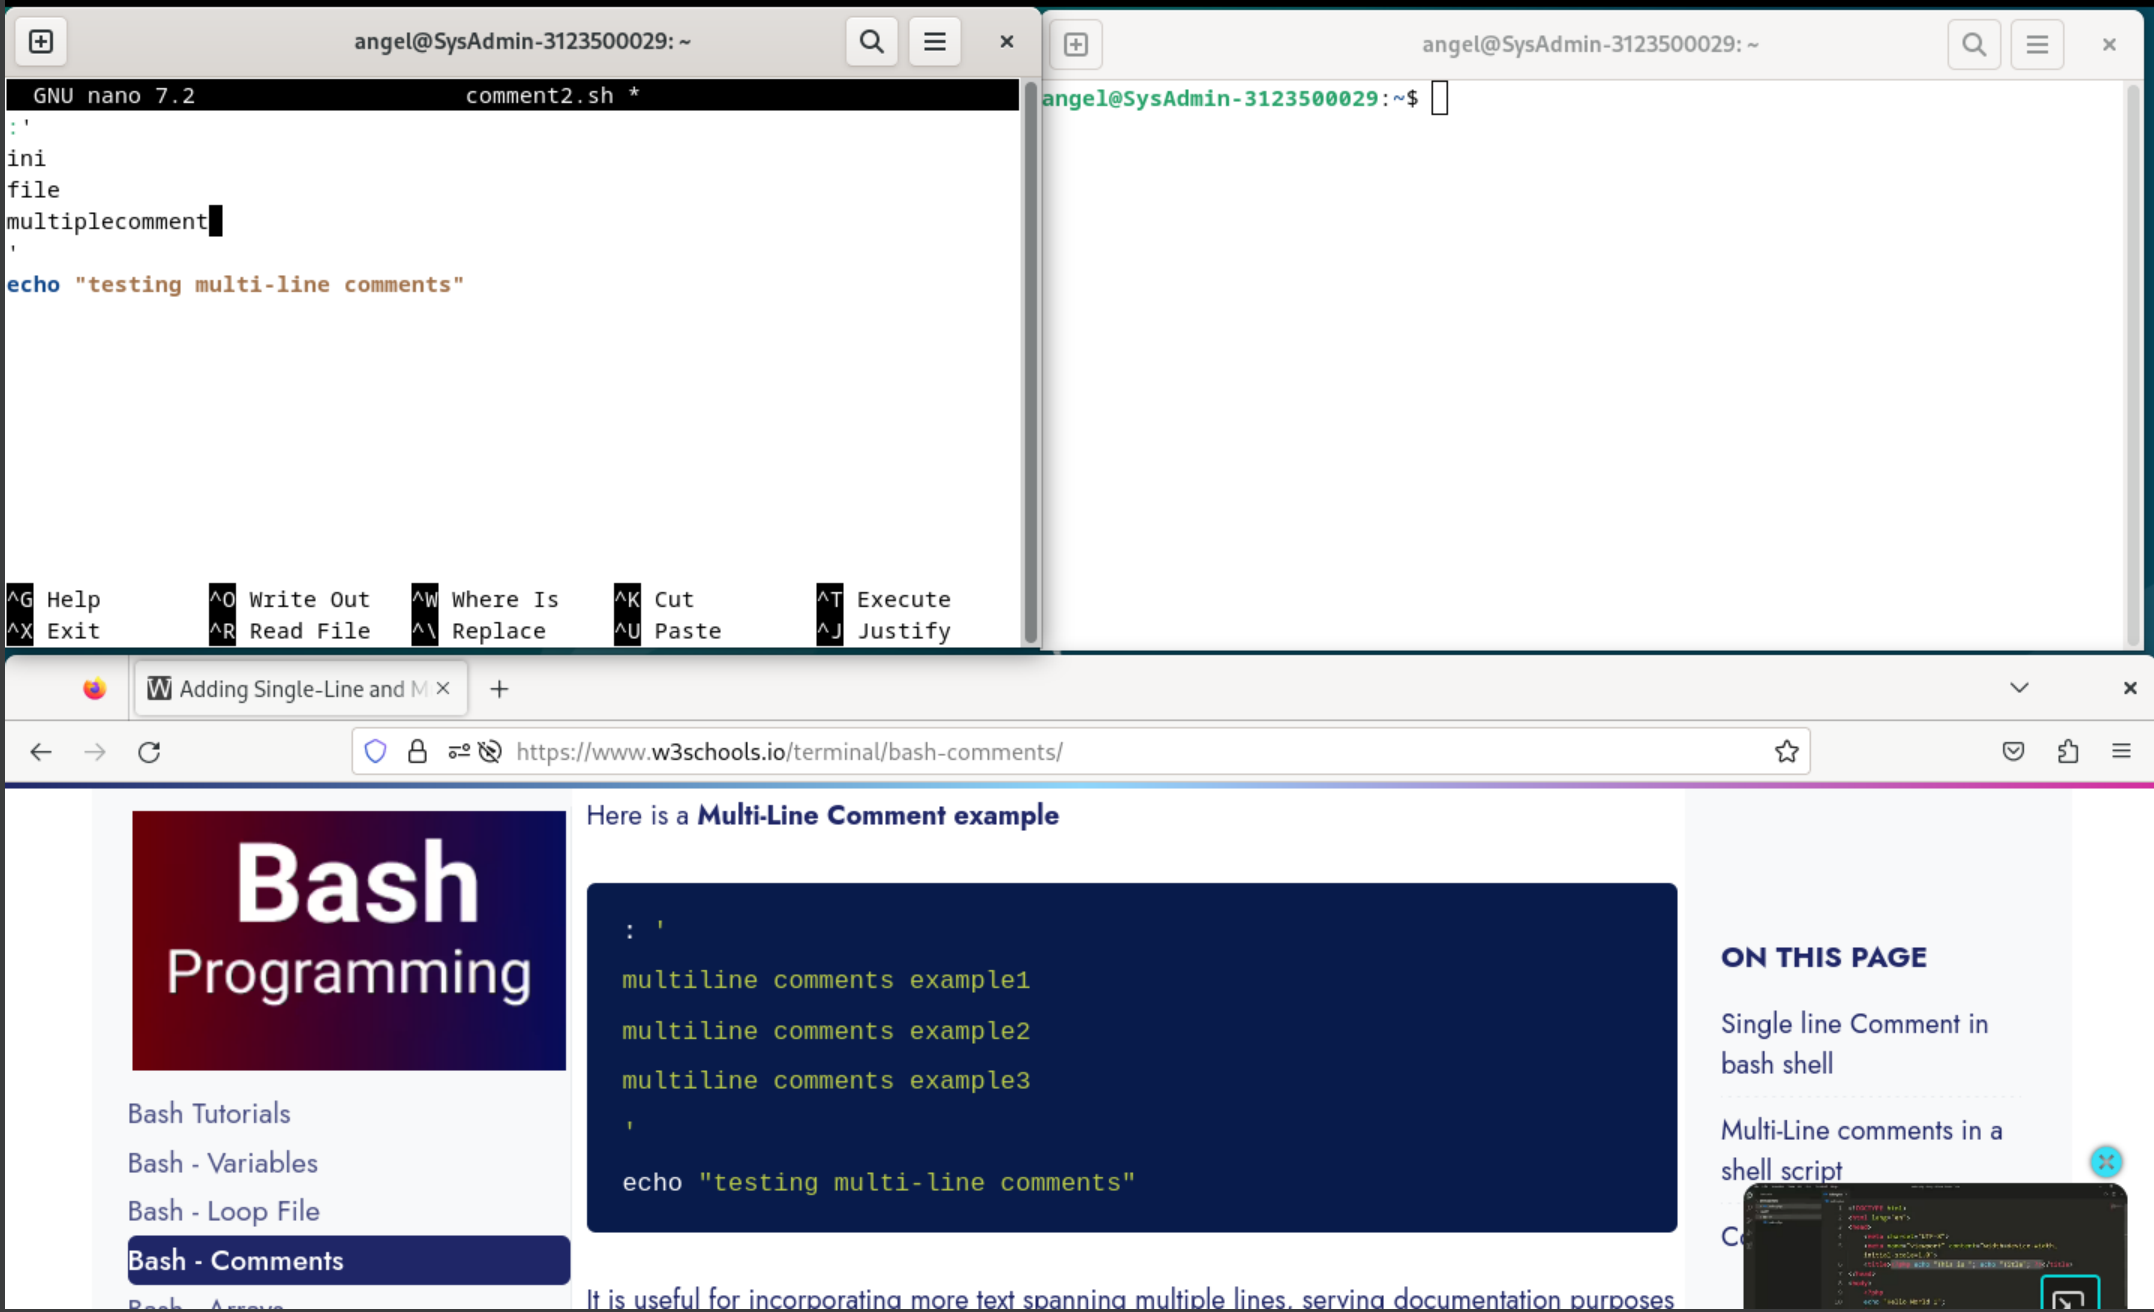 angel@SysAdmin-3123500029: ~
GNU nano 7.2 comment2.sh *
:'
ini
file
multiplecomment
'
echo "testing multi-line comments"
^G Help ^O Write Out ^W Where Is ^K Cut ^T Execute
^X Exit ^R Read File ^\ Replace ^U Paste ^J Justify
angel@SysAdmin-3123500029: ~
angel@SysAdmin-3123500029:~$
Adding Single-Line and M
https://www.w3schools.io/terminal/bash-comments/
Bash
Programming
Bash Tutorials
Bash - Variables
Bash - Loop File
Bash - Comments
Bash - Arrays
Here is a Multi-Line Comment example
: '
multiline comments example1
multiline comments example2
multiline comments example3
'
echo "testing multi-line comments"
It is useful for incorporating more text spanning multiple lines, serving documentation purposes
ON THIS PAGE
Single line Comment in
bash shell
Multi-Line comments in a
shell script